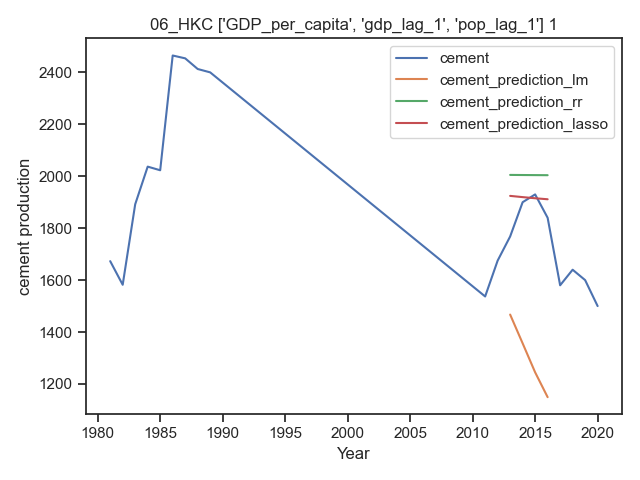 06_HKC ['GDP_per_capita', 'gdp_lag_1', 'pop_lag_1'] 1
cement
cement_prediction_lm
cement_prediction_rr
cement_prediction_lasso
2400
2200
2000
1800
1600
1400
1200
cement production
1980
1985
1990
1995
2000
2005
2010
2015
2020
Year